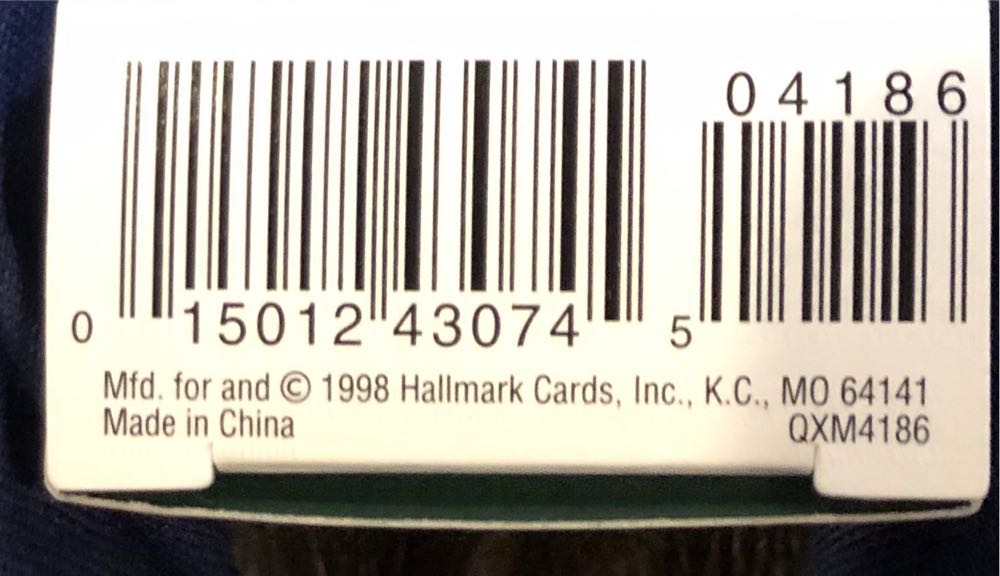 04186
0 15012 43074 5
Mfd. for and © 1998 Hallmark Cards, Inc., K.C., MO 64141
Made in China QXM4186